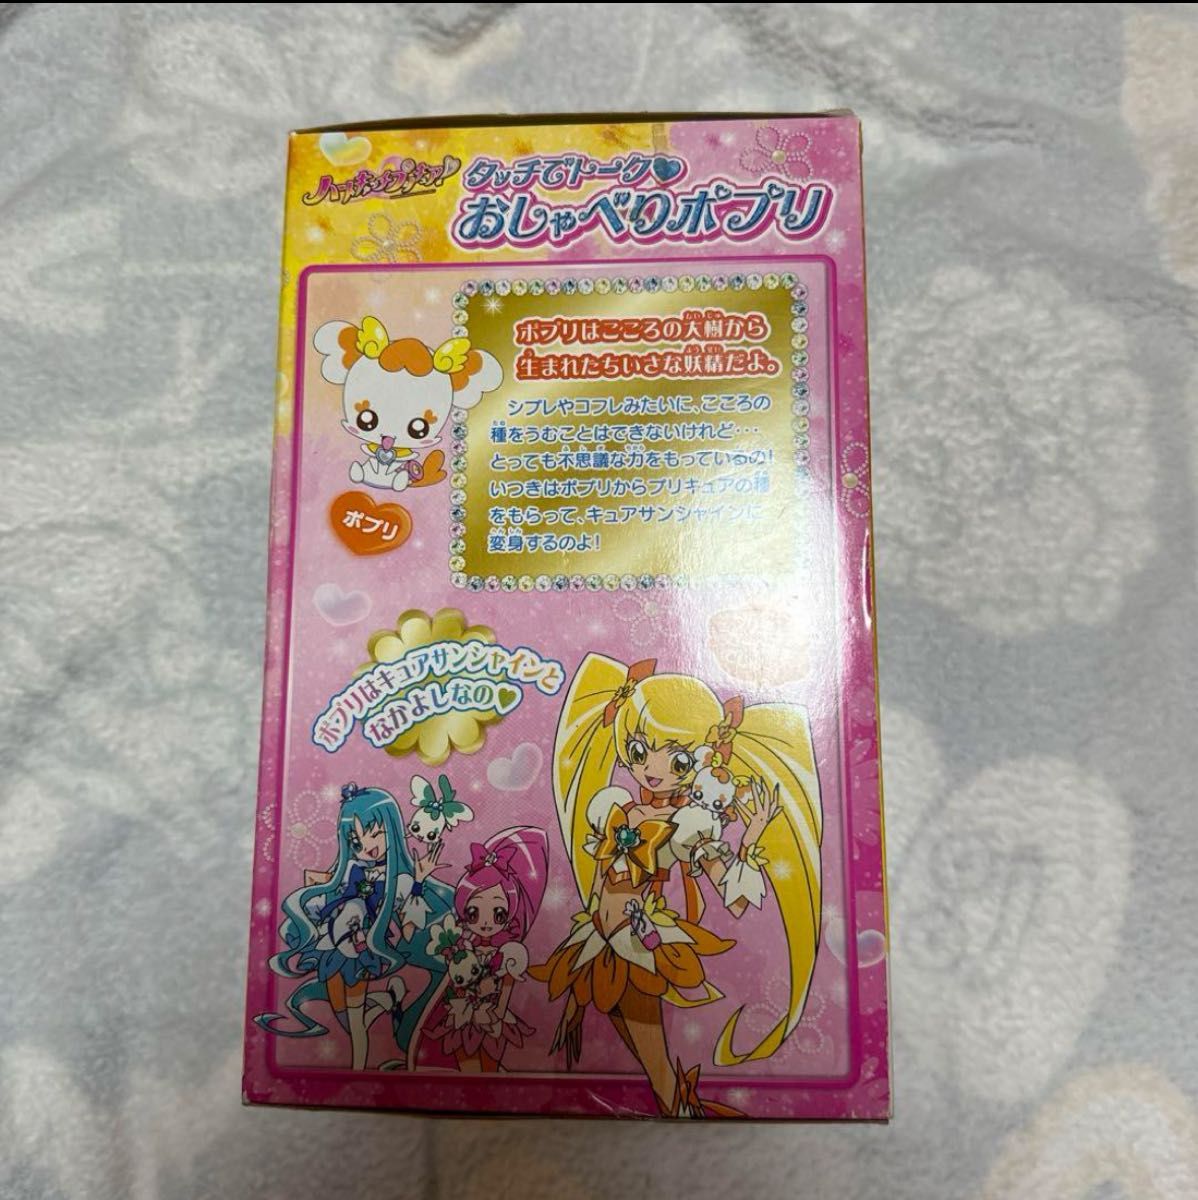 ハートキャッチプリキュア!
タッチでトーク♥
おしゃべりポプリ
ポプリはこころの大樹から
生まれたちいさな妖精だよ。
シプレやコフレみたいに、こころの
種をうむことはできないけれど…
とっても不思議な力をもっているの!
いつきはポプリからプリキュアの種
をもらって、キュアサンシャインに
変身するのよ!
ポプリ
ポプリはキュアサンシャインと
なかよしなの♥